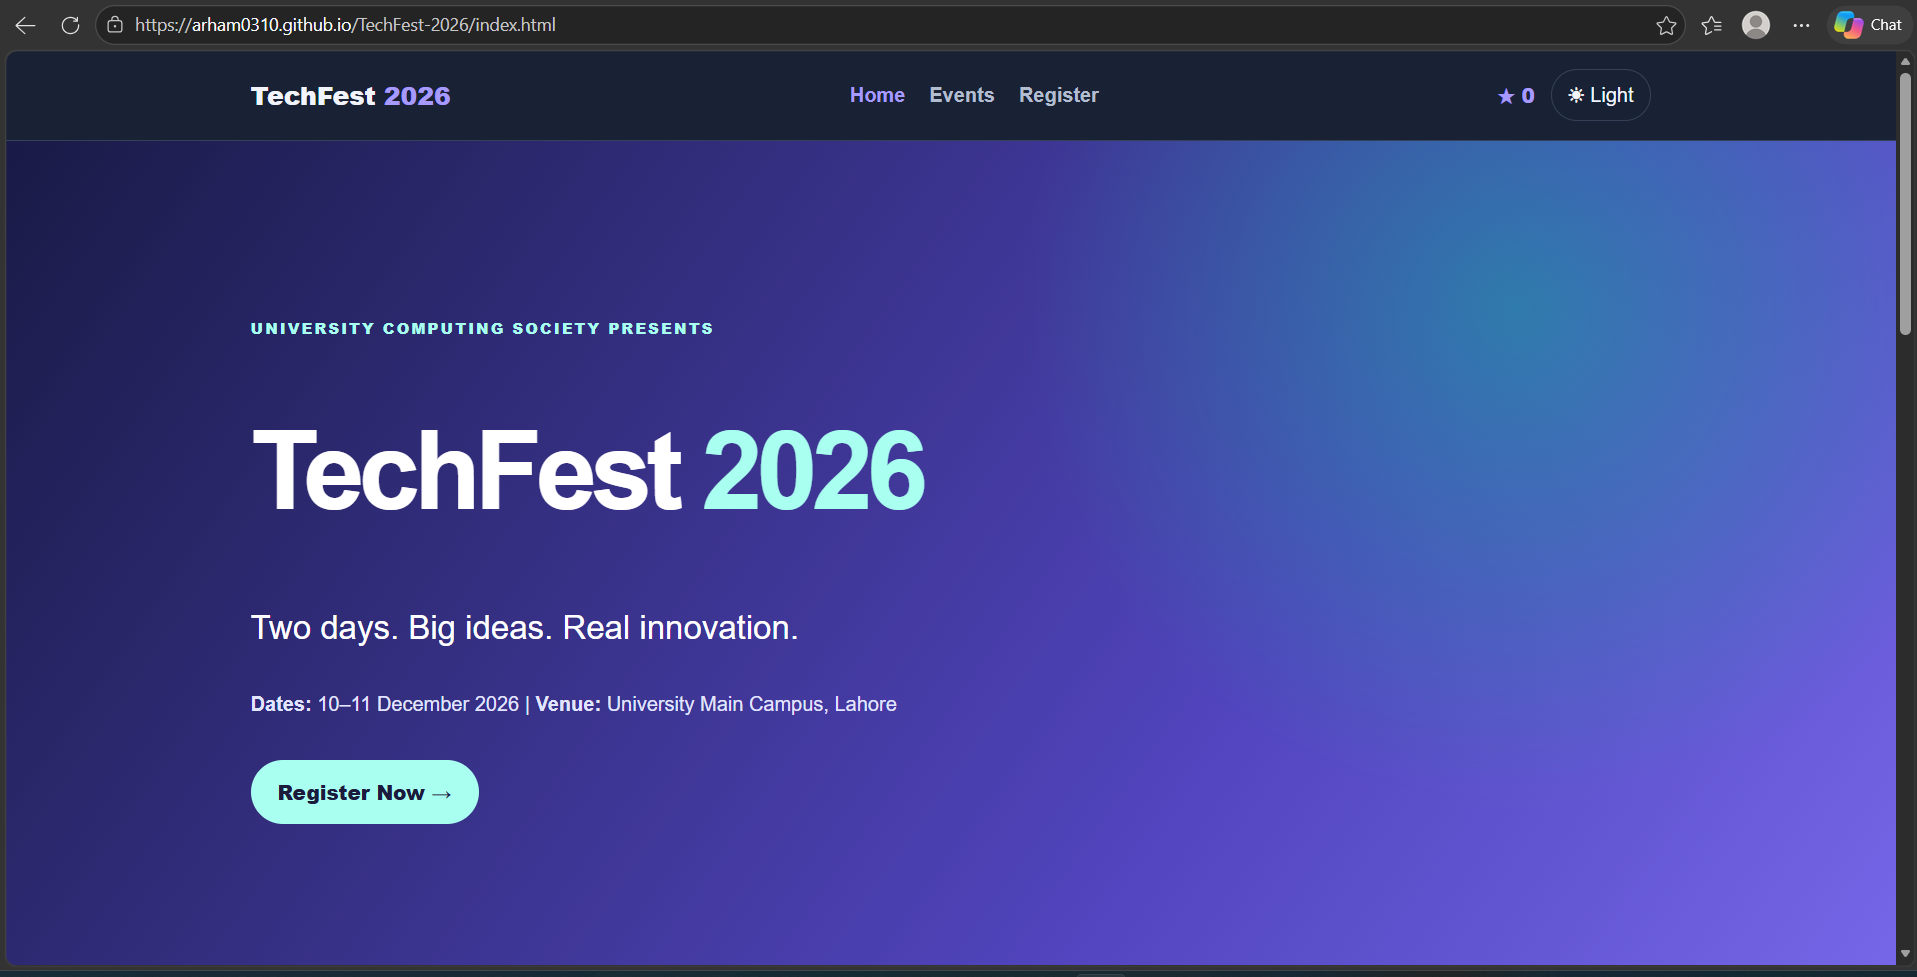 https://arham0310.github.io/TechFest-2026/index.html
Chat
TechFest 2026
Home Events Register
★ 0
☀ Light
UNIVERSITY COMPUTING SOCIETY PRESENTS
TechFest 2026
Two days. Big ideas. Real innovation.
Dates: 10–11 December 2026 | Venue: University Main Campus, Lahore
Register Now →